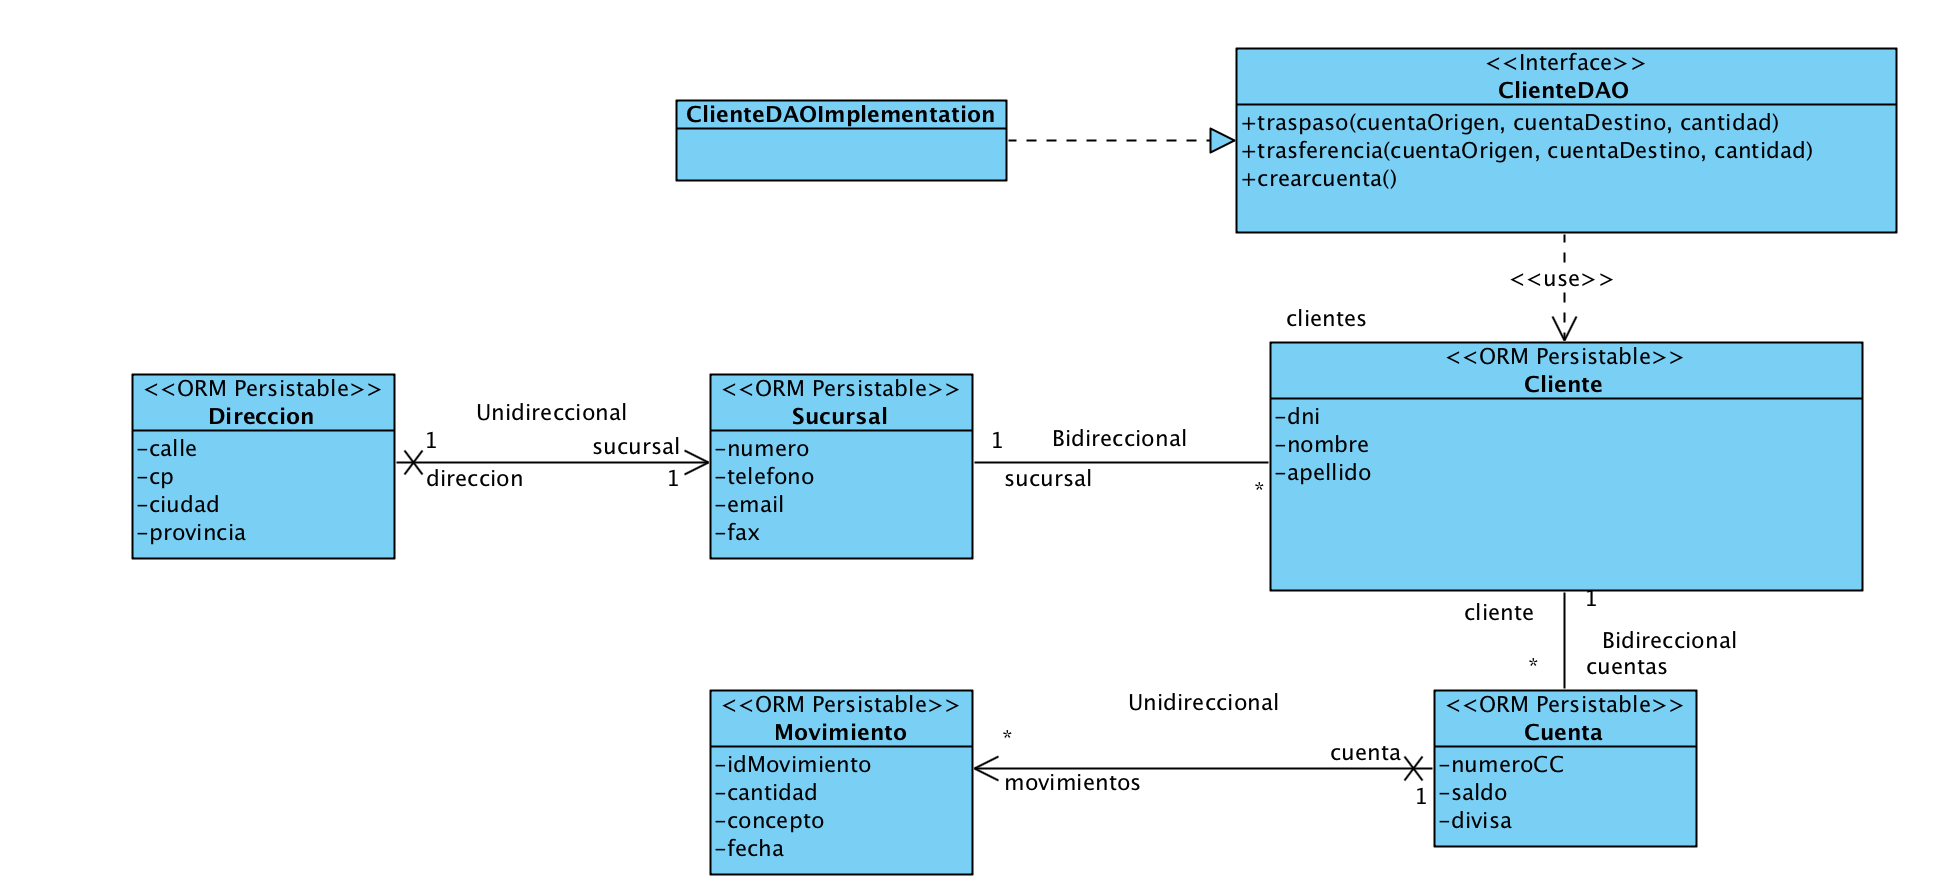 <<Interface>>
ClienteDAO
+traspaso(cuentaOrigen, cuentaDestino, cantidad)
+trasferencia(cuentaOrigen, cuentaDestino, cantidad)
+crearcuenta()
ClienteDAOImplementation
<<use>>
clientes
<<ORM Persistable>>
Direccion
-calle
-cp
-ciudad
-provincia
Unidireccional
1
sucursal
direccion
1
<<ORM Persistable>>
Sucursal
-numero
-telefono
-email
-fax
1
Bidireccional
sucursal
*
<<ORM Persistable>>
Cliente
-dni
-nombre
-apellido
1
cliente
Bidireccional
*
cuentas
<<ORM Persistable>>
Movimiento
-idMovimiento
-cantidad
-concepto
-fecha
Unidireccional
*
cuenta
movimientos
1
<<ORM Persistable>>
Cuenta
-numeroCC
-saldo
-divisa